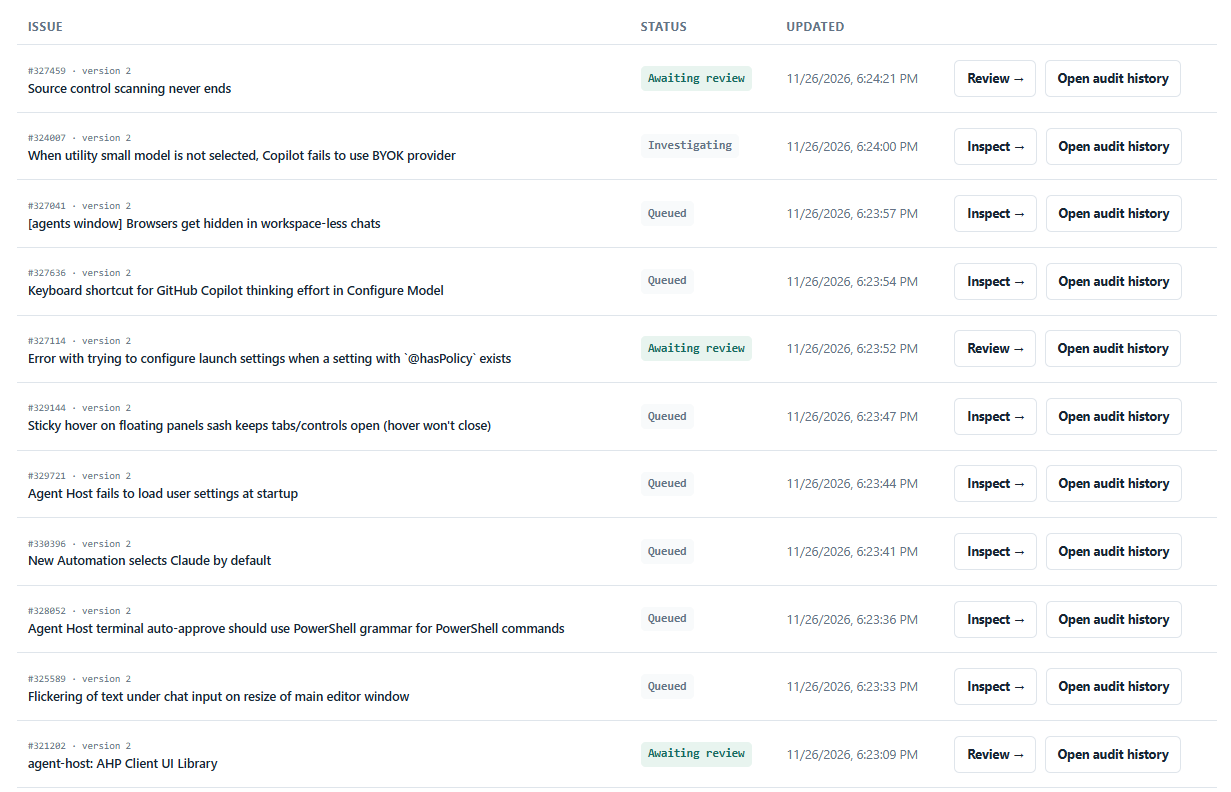 ISSUE STATUS UPDATED
#327459 · version 2
Source control scanning never ends
Awaiting review 11/26/2026, 6:24:21 PM Review → Open audit history
#324007 · version 2
When utility small model is not selected, Copilot fails to use BYOK provider
Investigating 11/26/2026, 6:24:00 PM Inspect → Open audit history
#327041 · version 2
[agents window] Browsers get hidden in workspace-less chats
Queued 11/26/2026, 6:23:57 PM Inspect → Open audit history
#327636 · version 2
Keyboard shortcut for GitHub Copilot thinking effort in Configure Model
Queued 11/26/2026, 6:23:54 PM Inspect → Open audit history
#327114 · version 2
Error with trying to configure launch settings when a setting with `@hasPolicy` exists
Awaiting review 11/26/2026, 6:23:52 PM Review → Open audit history
#329144 · version 2
Sticky hover on floating panels sash keeps tabs/controls open (hover won't close)
Queued 11/26/2026, 6:23:47 PM Inspect → Open audit history
#329721 · version 2
Agent Host fails to load user settings at startup
Queued 11/26/2026, 6:23:44 PM Inspect → Open audit history
#330396 · version 2
New Automation selects Claude by default
Queued 11/26/2026, 6:23:41 PM Inspect → Open audit history
#328052 · version 2
Agent Host terminal auto-approve should use PowerShell grammar for PowerShell commands
Queued 11/26/2026, 6:23:36 PM Inspect → Open audit history
#325589 · version 2
Flickering of text under chat input on resize of main editor window
Queued 11/26/2026, 6:23:33 PM Inspect → Open audit history
#321202 · version 2
agent-host: AHP Client UI Library
Awaiting review 11/26/2026, 6:23:09 PM Review → Open audit history